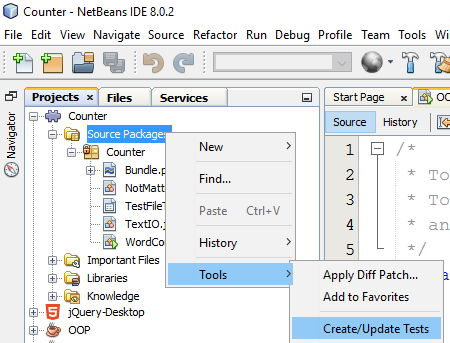 Counter - NetBeans IDE 8.0.2
File Edit View Navigate Source Refactor Run Debug Profile Team Tools
Projects Files Services
Navigator
Counter
Source Packages
Counter
Bundle.
NotMatt
TestFileT
TextIO.
WordCo
Important Files
Libraries
Knowledge
jQuery-Desktop
OOP
New
Find...
Paste Ctrl+V
History
Tools
Apply Diff Patch...
Add to Favorites
Create/Update Tests
Start Page OO
Source History
1 /*
2 * To
3 * To
4 * an
5 */